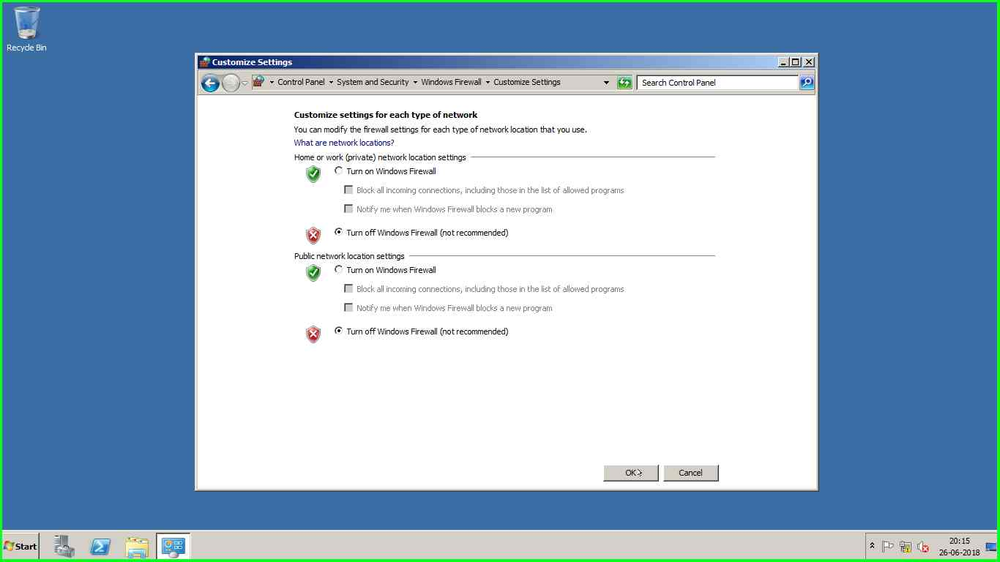 Recycle Bin
Customize Settings
Control Panel System and Security Windows Firewall Customize Settings
Search Control Panel
Customize settings for each type of network
You can modify the firewall settings for each type of network location that you use.
What are network locations?
Home or work (private) network location settings
Turn on Windows Firewall
Block all incoming connections, including those in the list of allowed programs
Notify me when Windows Firewall blocks a new program
Turn off Windows Firewall (not recommended)
Public network location settings
Turn on Windows Firewall
Block all incoming connections, including those in the list of allowed programs
Notify me when Windows Firewall blocks a new program
Turn off Windows Firewall (not recommended)
OK Cancel
Start
20:15
26-06-2018